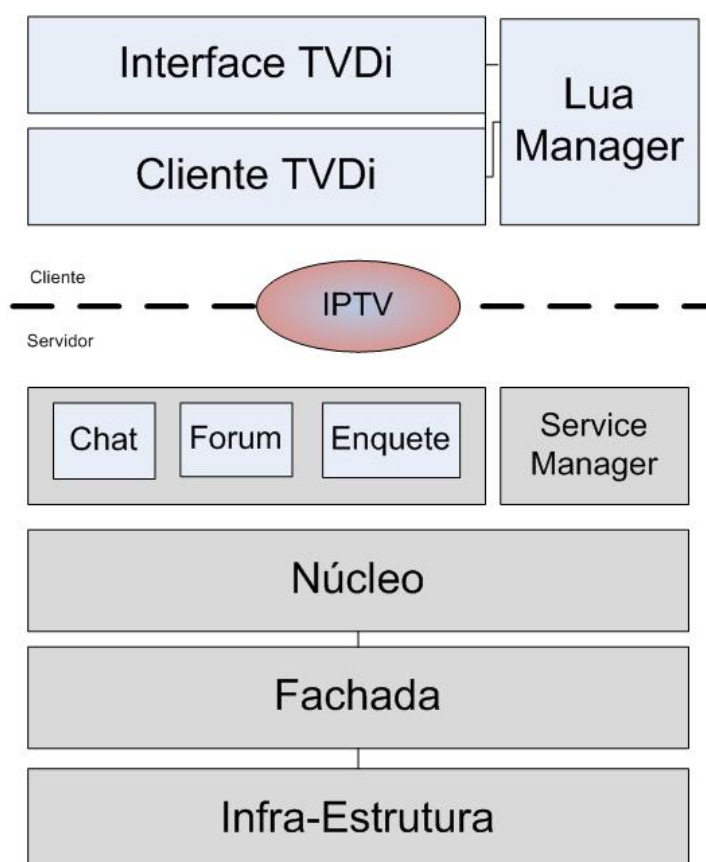 Interface TVDi
Cliente TVDi
Lua
Manager
Cliente
IPTV
Servidor
Chat
Forum
Enquete
Service
Manager
Núcleo
Fachada
Infra-Estrutura